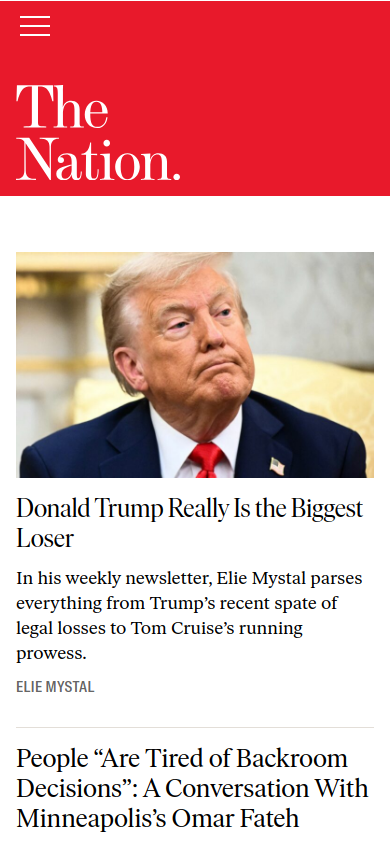 The
Nation.
Donald Trump Really Is the Biggest
Loser
In his weekly newsletter, Elie Mystal parses
everything from Trump’s recent spate of
legal losses to Tom Cruise’s running
prowess.
ELIE MYSTAL
People “Are Tired of Backroom
Decisions”: A Conversation With
Minneapolis’s Omar Fateh